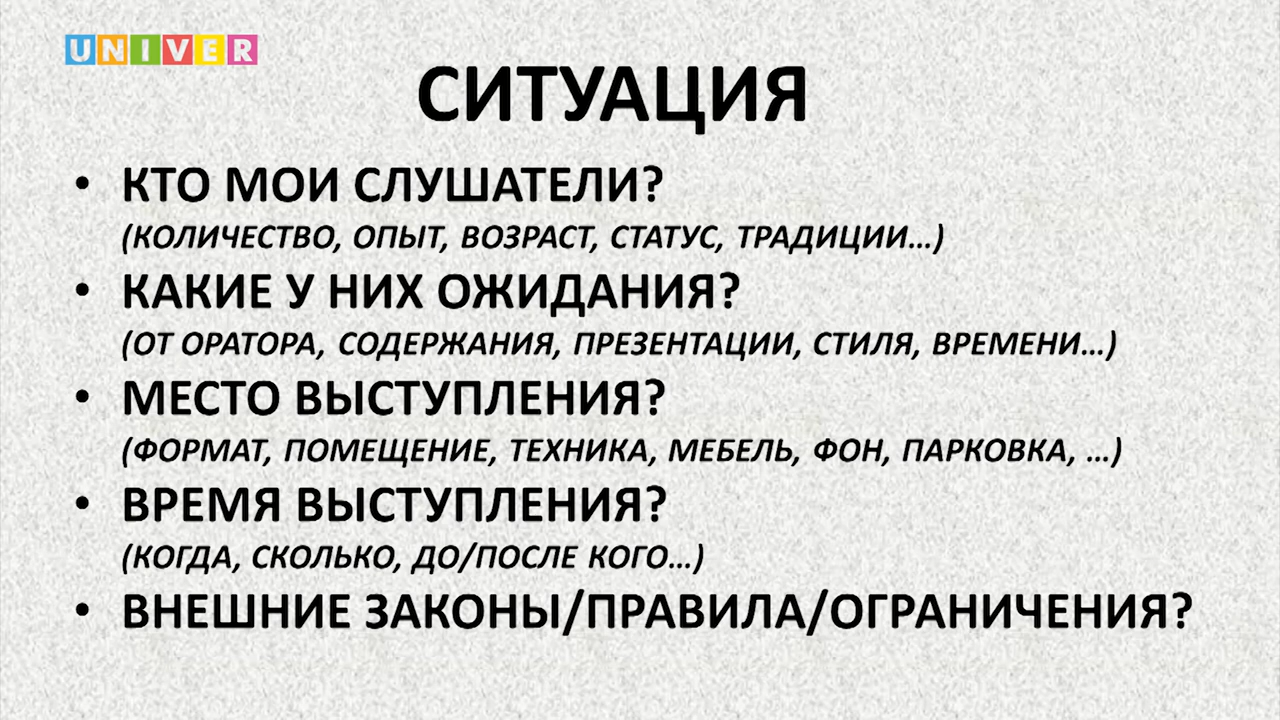 UNIVER
СИТУАЦИЯ
• КТО МОИ СЛУШАТЕЛИ?
(КОЛИЧЕСТВО, ОПЫТ, ВОЗРАСТ, СТАТУС, ТРАДИЦИИ...)
• КАКИЕ У НИХ ОЖИДАНИЯ?
(ОТ ОРАТОРА, СОДЕРЖАНИЯ, ПРЕЗЕНТАЦИИ, СТИЛЯ, ВРЕМЕНИ...)
• МЕСТО ВЫСТУПЛЕНИЯ?
(ФОРМАТ, ПОМЕЩЕНИЕ, ТЕХНИКА, МЕБЕЛЬ, ФОН, ПАРКОВКА, ...)
• ВРЕМЯ ВЫСТУПЛЕНИЯ?
(КОГДА, СКОЛЬКО, ДО/ПОСЛЕ КОГО...)
• ВНЕШНИЕ ЗАКОНЫ/ПРАВИЛА/ОГРАНИЧЕНИЯ?